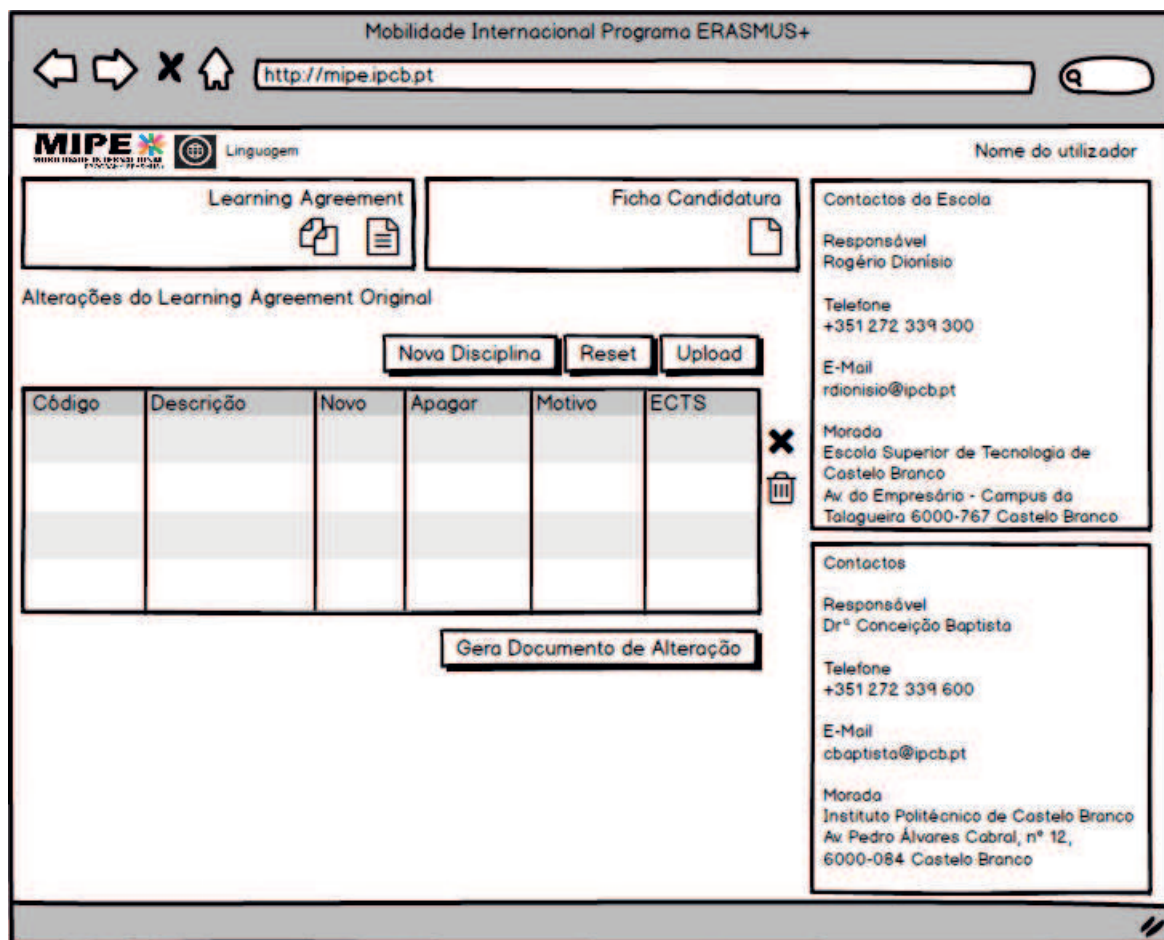 Mobilidade Internacional Programa ERASMUS+
http://mipe.ipcb.pt
MIPE
MOBILIDADE INTERNACIONAL
Linguagem
Nome do utilizador
Learning Agreement
Ficha Candidatura
Alterações do Learning Agreement Original
Nova Disciplina Reset Upload
Código Descrição Novo Apagar Motivo ECTS
Gera Documento de Alteração
Contactos da Escola
Responsável
Rogério Dionísio
Telefone
+351 272 339 300
E-Mail
rdionisio@ipcb.pt
Morada
Escola Superior de Tecnologia de
Castelo Branco
Av. do Empresário - Campus da
Talagueira 6000-767 Castelo Branco
Contactos
Responsável
Drª Conceição Baptista
Telefone
+351 272 339 600
E-Mail
cbaptista@ipcb.pt
Morada
Instituto Politécnico de Castelo Branco
Av. Pedro Álvares Cabral, nº 12,
6000-084 Castelo Branco